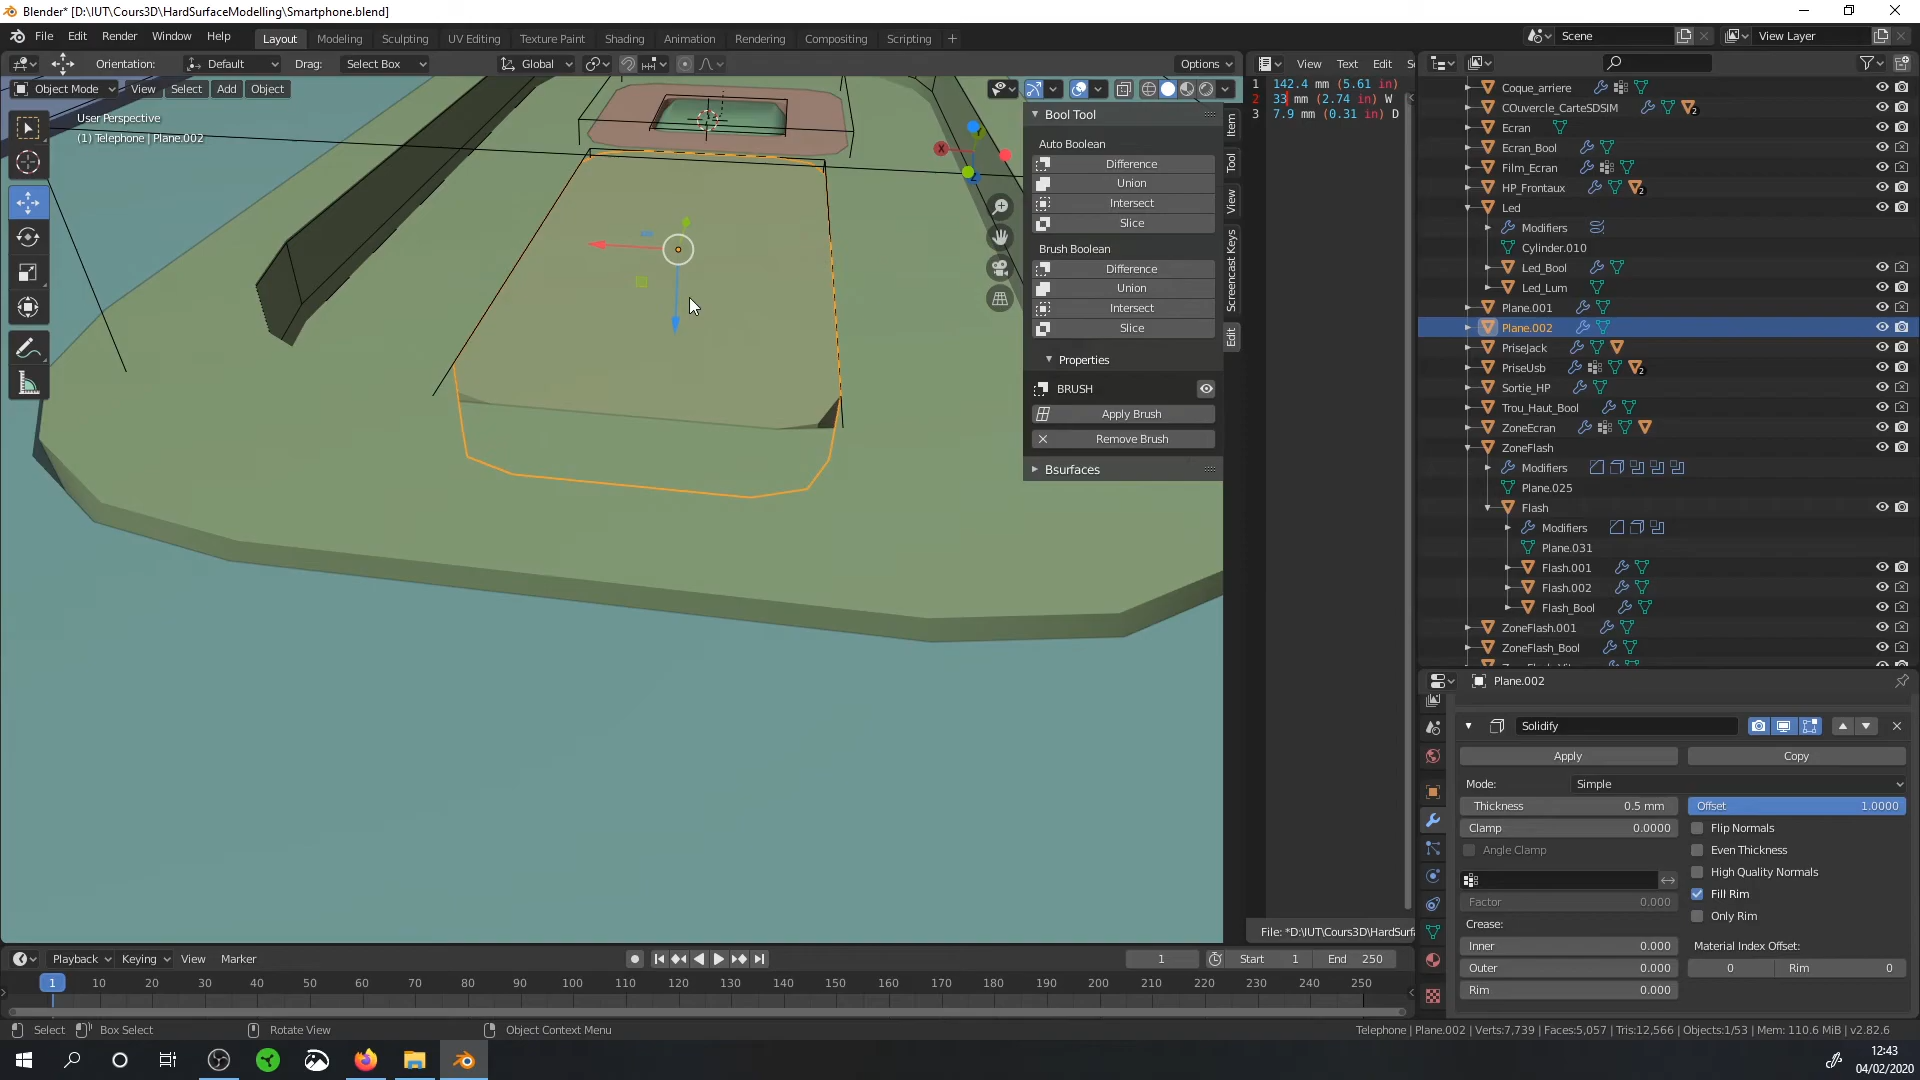 Blender* [D:\IUT\Cours3D\HardSurfaceModelling\Smartphone.blend]
File Edit Render Window Help Layout Modeling Sculpting UV Editing Texture Paint Shading Animation Rendering Compositing Scripting + Scene View Layer
Orientation: Default Drag: Select Box Global Options View Text Edit
Object Mode View Select Add Object
User Perspective
(1) Telephone | Plane.002
1 142.4 mm (5.61 in)
2 33 mm (2.74 in) W
3 7.9 mm (0.31 in) D
Bool Tool
Auto Boolean
Difference
Union
Intersect
Slice
Brush Boolean
Difference
Union
Intersect
Slice
Properties
BRUSH
Apply Brush
Remove Brush
Bsurfaces
Item
Tool
View
Screencast Keys
Edit
X
Y
Z
Coque_arriere
COuvercle_CarteSDSIM 2
Ecran
Ecran_Bool
Film_Ecran
HP_Frontaux 2
Led
Modifiers
Cylinder.010
Led_Bool
Led_Lum
Plane.001
Plane.002
PriseJack
PriseUsb 2
Sortie_HP
Trou_Haut_Bool
ZoneEcran
ZoneFlash
Modifiers
Plane.025
Flash
Modifiers
Plane.031
Flash.001
Flash.002
Flash_Bool
ZoneFlash.001
ZoneFlash_Bool
Plane.002
Solidify
Apply Copy
Mode: Simple
Thickness 0.5 mm Offset 1.0000
Clamp 0.0000 Flip Normals
Angle Clamp Even Thickness
High Quality Normals
Fill Rim
Factor 0.000
Only Rim
Crease:
Inner 0.000 Material Index Offset:
Outer 0.000 0 Rim 0
Rim 0.000
File: *D:\IUT\Cours3D\HardSurf
Playback Keying View Marker 1 Start 1 End 250
1 10 20 30 40 50 60 70 80 90 100 110 120 130 140 150 160 170 180 190 200 210 220 230 240 250
Select Box Select Rotate View Object Context Menu Telephone | Plane.002 | Verts:7,739 | Faces:5,057 | Tris:12,566 | Objects:1/53 | Mem: 110.6 MiB | v2.82.6
12:43
04/02/2020